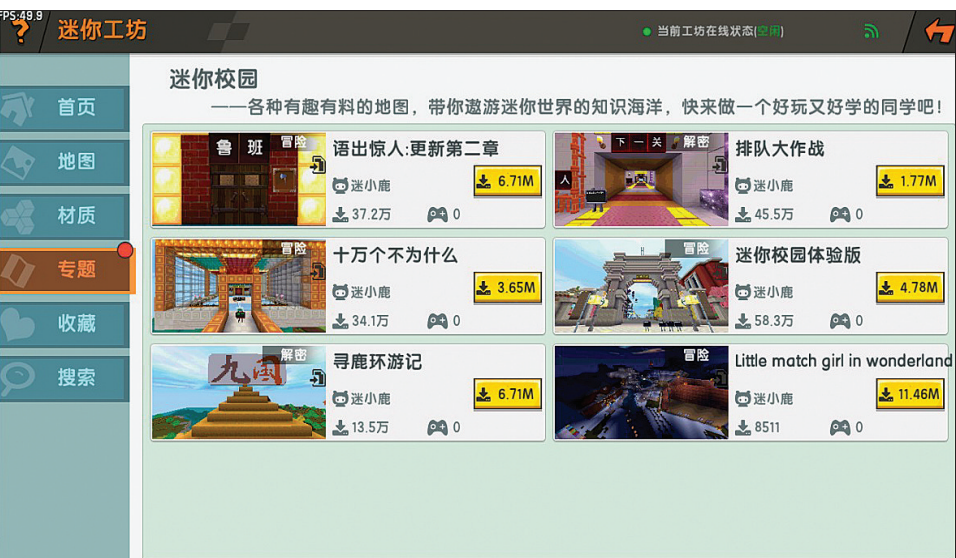 FPS:49.9
迷你工坊
当前工坊在线状态(空闲)
迷你校园
——各种有趣有料的地图，带你遨游迷你世界的知识海洋，快来做一个好玩又好学的同学吧！
首页
地图
材质
专题
收藏
搜索
鲁班
冒险
语出惊人:更新第二章
迷小鹿
6.71M
37.2万
0
下一关
解密
人
排队大作战
迷小鹿
1.77M
45.5万
0
冒险
十万个不为什么
迷小鹿
3.65M
34.1万
0
冒险
迷你校园体验版
迷小鹿
4.78M
58.3万
0
解密
寻鹿环游记
迷小鹿
6.71M
13.5万
0
冒险
Little match girl in wonderland
迷小鹿
11.46M
8511
0